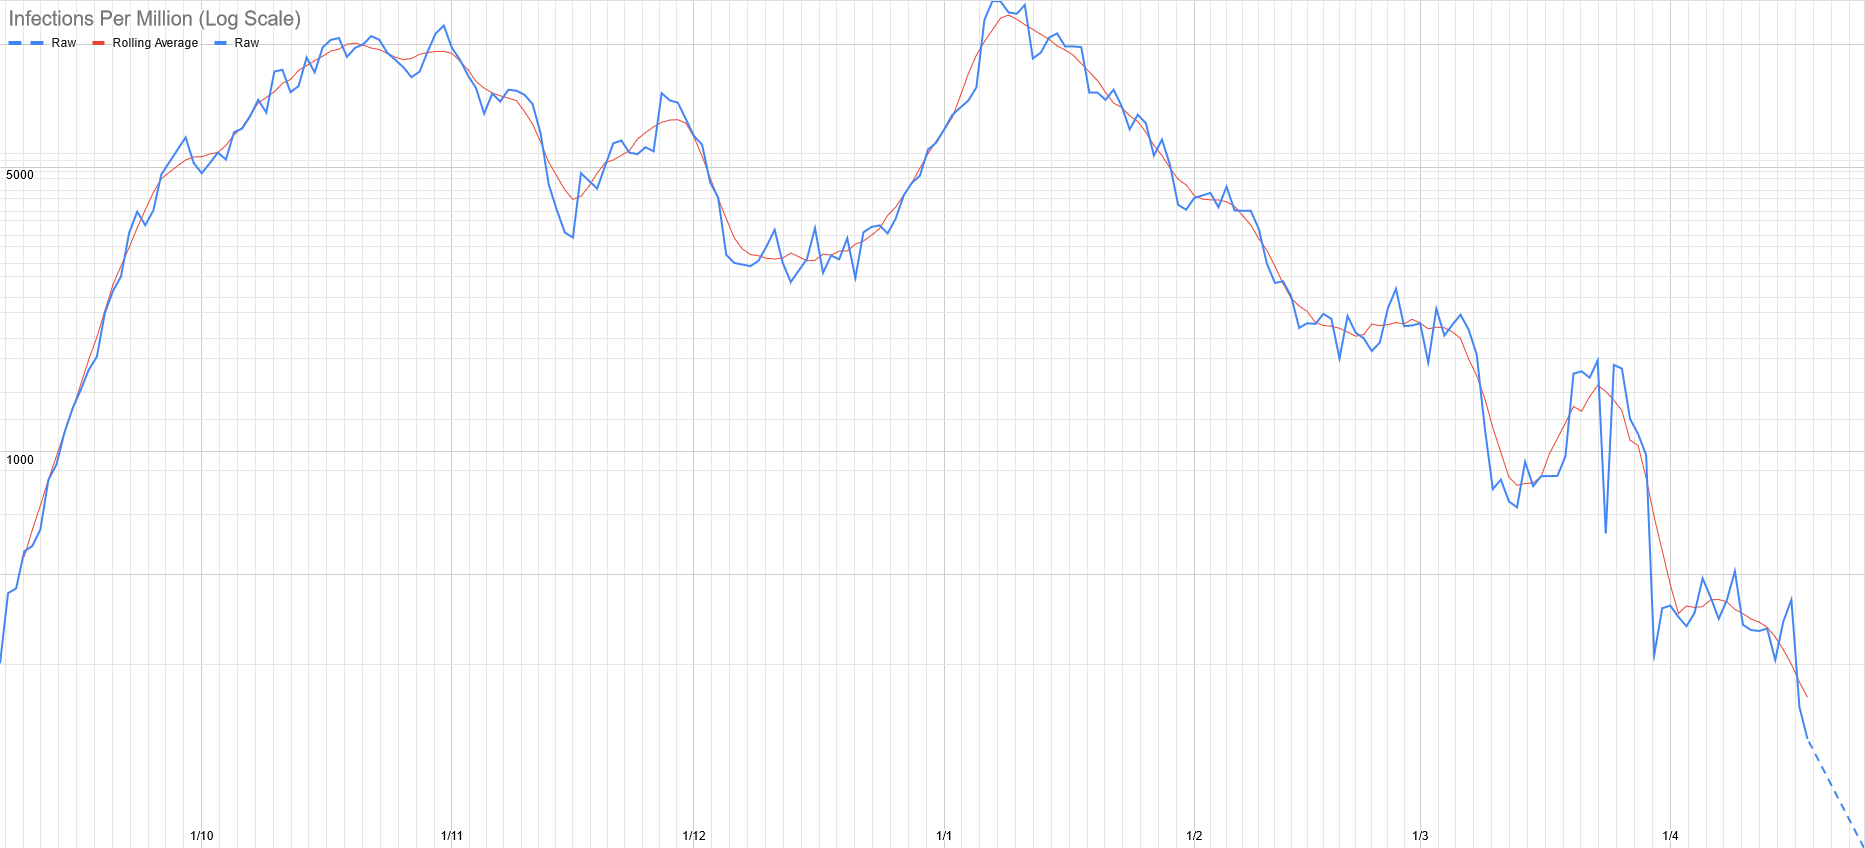 Infections Per Million (Log Scale)
Raw Rolling Average Raw
5000
1000
1/10 1/11 1/12 1/1 1/2 1/3 1/4